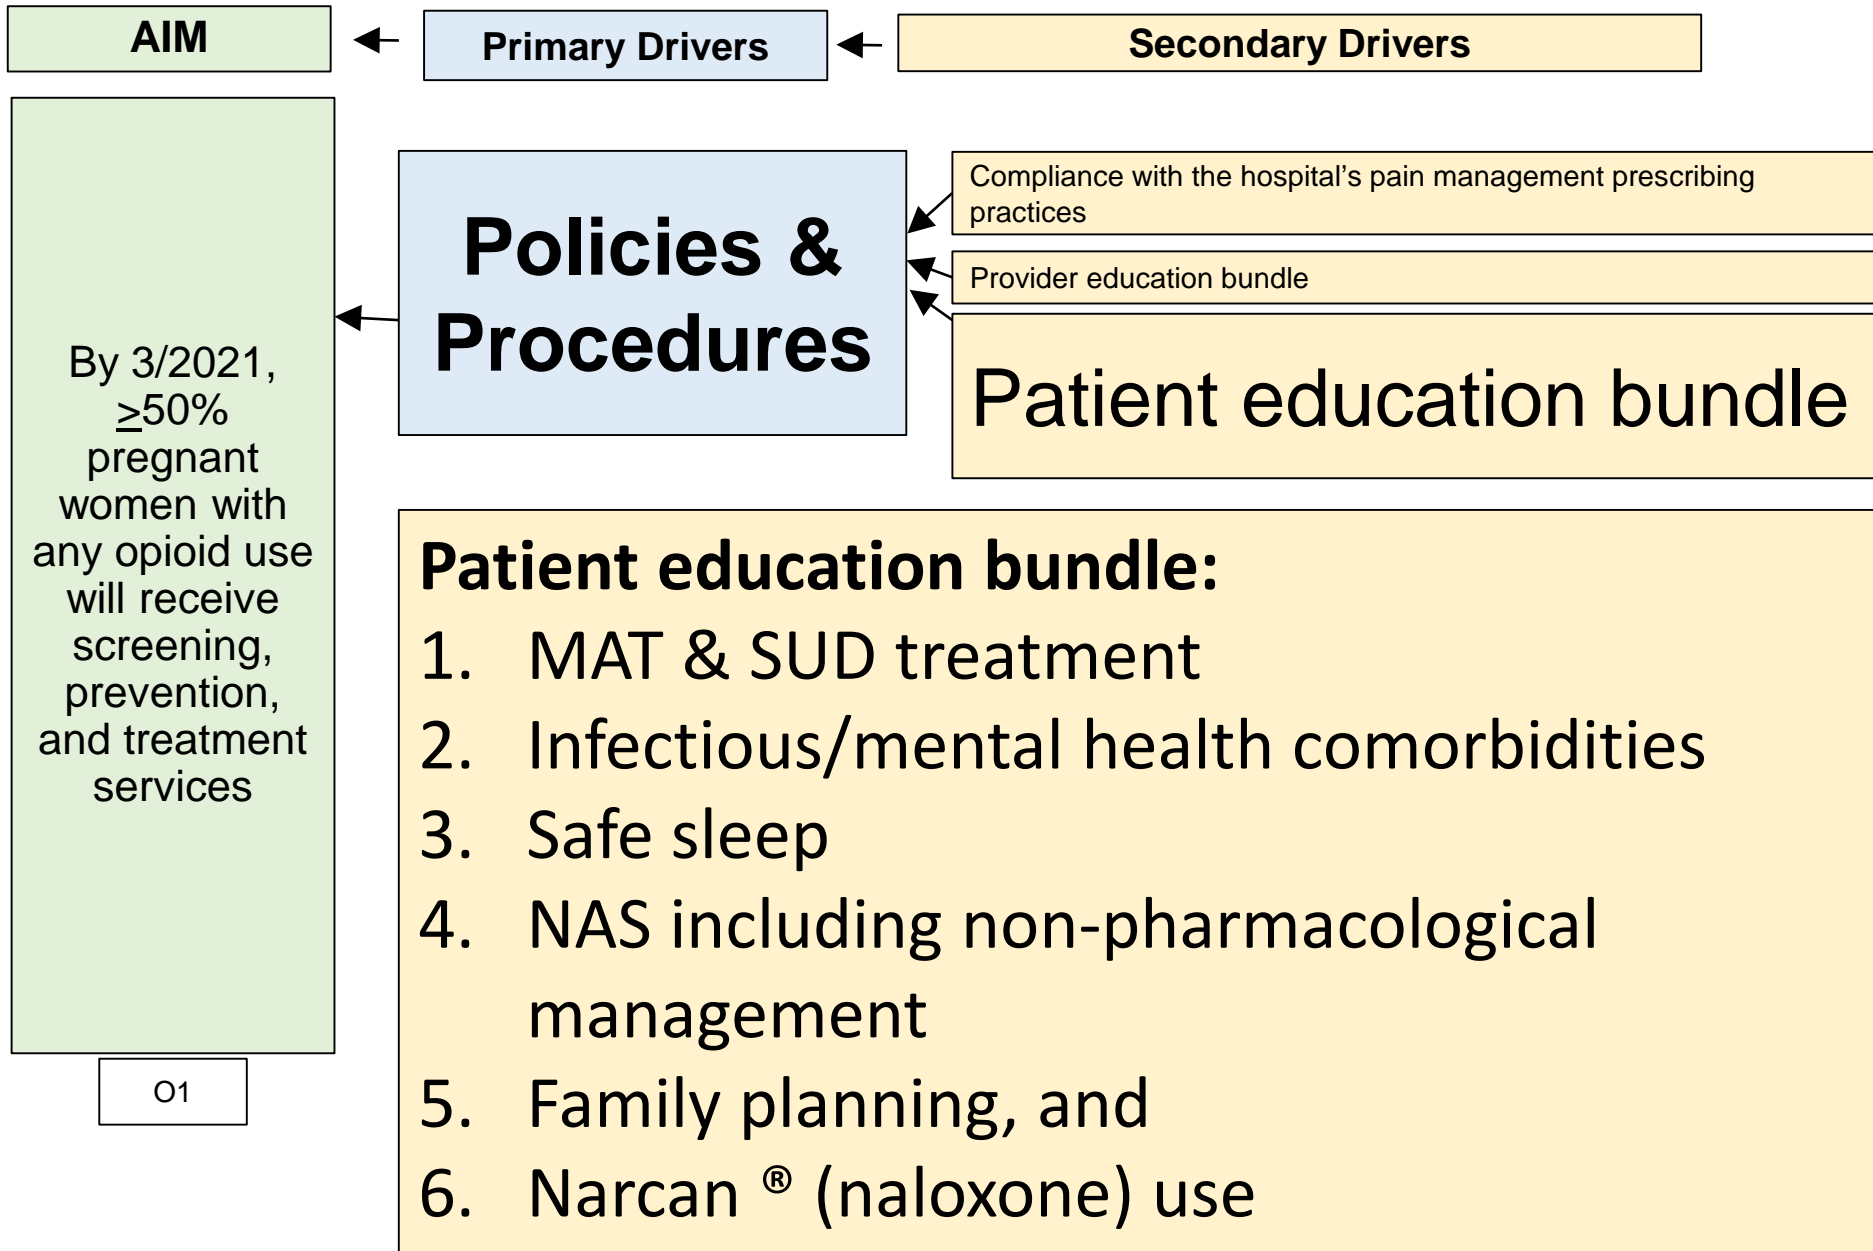 AIM
Primary Drivers
Secondary Drivers
By 3/2021,
≥50%
pregnant
women with
any opioid use
will receive
screening,
prevention,
and treatment
services
O1
Policies &
Procedures
Compliance with the hospital’s pain management prescribing
practices
Provider education bundle
Patient education bundle
Patient education bundle:
1. MAT & SUD treatment
2. Infectious/mental health comorbidities
3. Safe sleep
4. NAS including non-pharmacological
management
5. Family planning, and
6. Narcan ® (naloxone) use